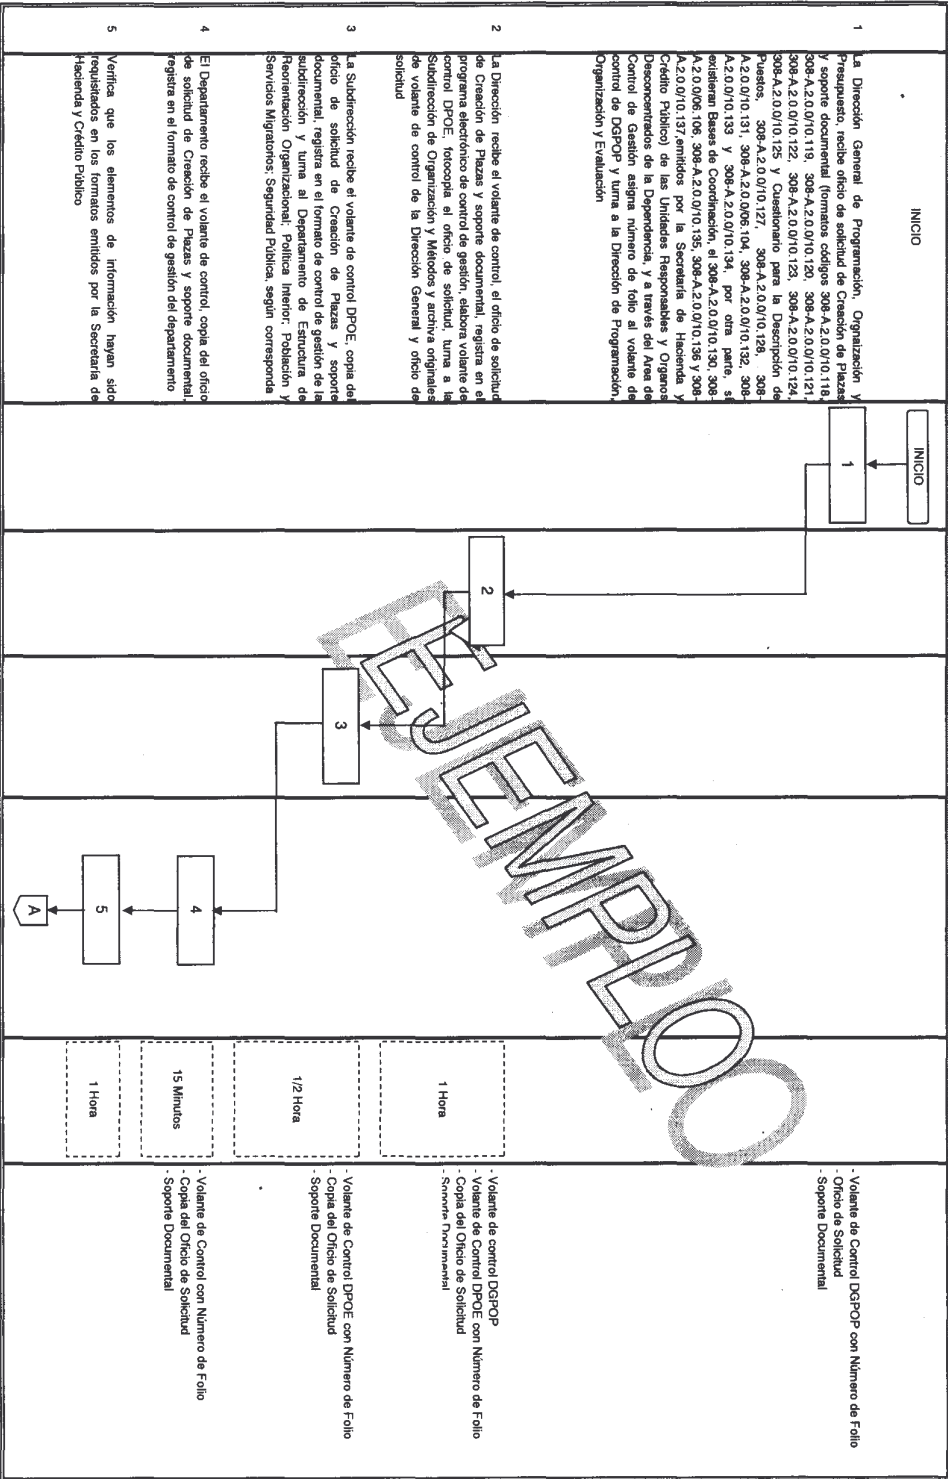 INICIO
1
La Dirección General de Programación, Orgnalización y
Presupuesto, recibe oficio de solicitud de Creación de Plazas
y soporte documental (formatos códigos 308-A.2.0.0/10.118,
308-A.2.0.0/10.119, 308-A.2.0.0/10.120, 308-A.2.0.0/10.121,
308-A.2.0.0/10.122, 308-A.2.0.0/10.123, 308-A.2.0.0/10.124,
308-A.2.0.0/10.125 y Cuestionario para la Descripción de
Puestos, 308-A.2.0.0/10.127, 308-A.2.0.0/10.128, 308-
A.2.0.0/10.131, 308-A.2.0.0/06.104, 308-A.2.0.0/10.132, 308-
A.2.0.0/10.133 y 308-A.2.0.0/10.134, por otra parte, si
existieran Bases de Coordinación, el 308-A.2.0.0/10.130, 308-
A.2.0.0/06.106, 308-A.2.0.0/10.135, 308-A.2.0.0/10.136 y 308-
A.2.0.0/10.137,emitidos por la Secretaría de Hacienda y
Crédito Público) de las Unidades Responsables y Organos
Desconcentrados de la Dependencia, y a través del Area de
Control de Gestión asigna número de folio al volante de
control de DGPOP y turna a la Dirección de Programación,
Organización y Evaluación
INICIO
1
- Volante de Control DGPOP con Número de Folio
- Oficio de Solicitud
- Soporte Documental
2
La Dirección recibe el volante de control, el oficio de solicitud
de Creación de Plazas y soporte documental, registra en el
programa electrónico de control de gestión, elabora volante de
control DPOE, fotocopia el oficio de solicitud, turna a la
Subdirección de Organización y Métodos y archiva originales
de volante de control de la Dirección General y oficio de
solicitud
2
1 Hora
- Volante de control DGPOP
- Volante de Control DPOE con Número de Folio
- Copia del Oficio de Solicitud
- Soporte Documental
3
La Subdirección recibe el volante de control DPOE, copia del
oficio de solicitud de Creación de Plazas y soporte
documental, registra en el formato de control de gestión de la
subdirección y turna al Departamento de Estructura de
Reorientación Organizacional; Política Interior; Población y
Servicios Migratorios; Seguridad Pública, según corresponda
3
1/2 Hora
- Volante de Control DPOE con Número de Folio
- Copia del Oficio de Solicitud
- Soporte Documental
4
El Departamento recibe el volante de control, copia del oficio
de solicitud de Creación de Plazas y soporte documental,
registra en el formato de control de gestión del departamento
4
15 Minutos
- Volante de Control con Número de Folio
- Copia del Oficio de Solicitud
- Soporte Documental
5
Verifica que los elementos de información hayan sido
requisitados en los formatos emitidos por la Secretaría de
Hacienda y Crédito Público
5
1 Hora
A
EJEMPLO